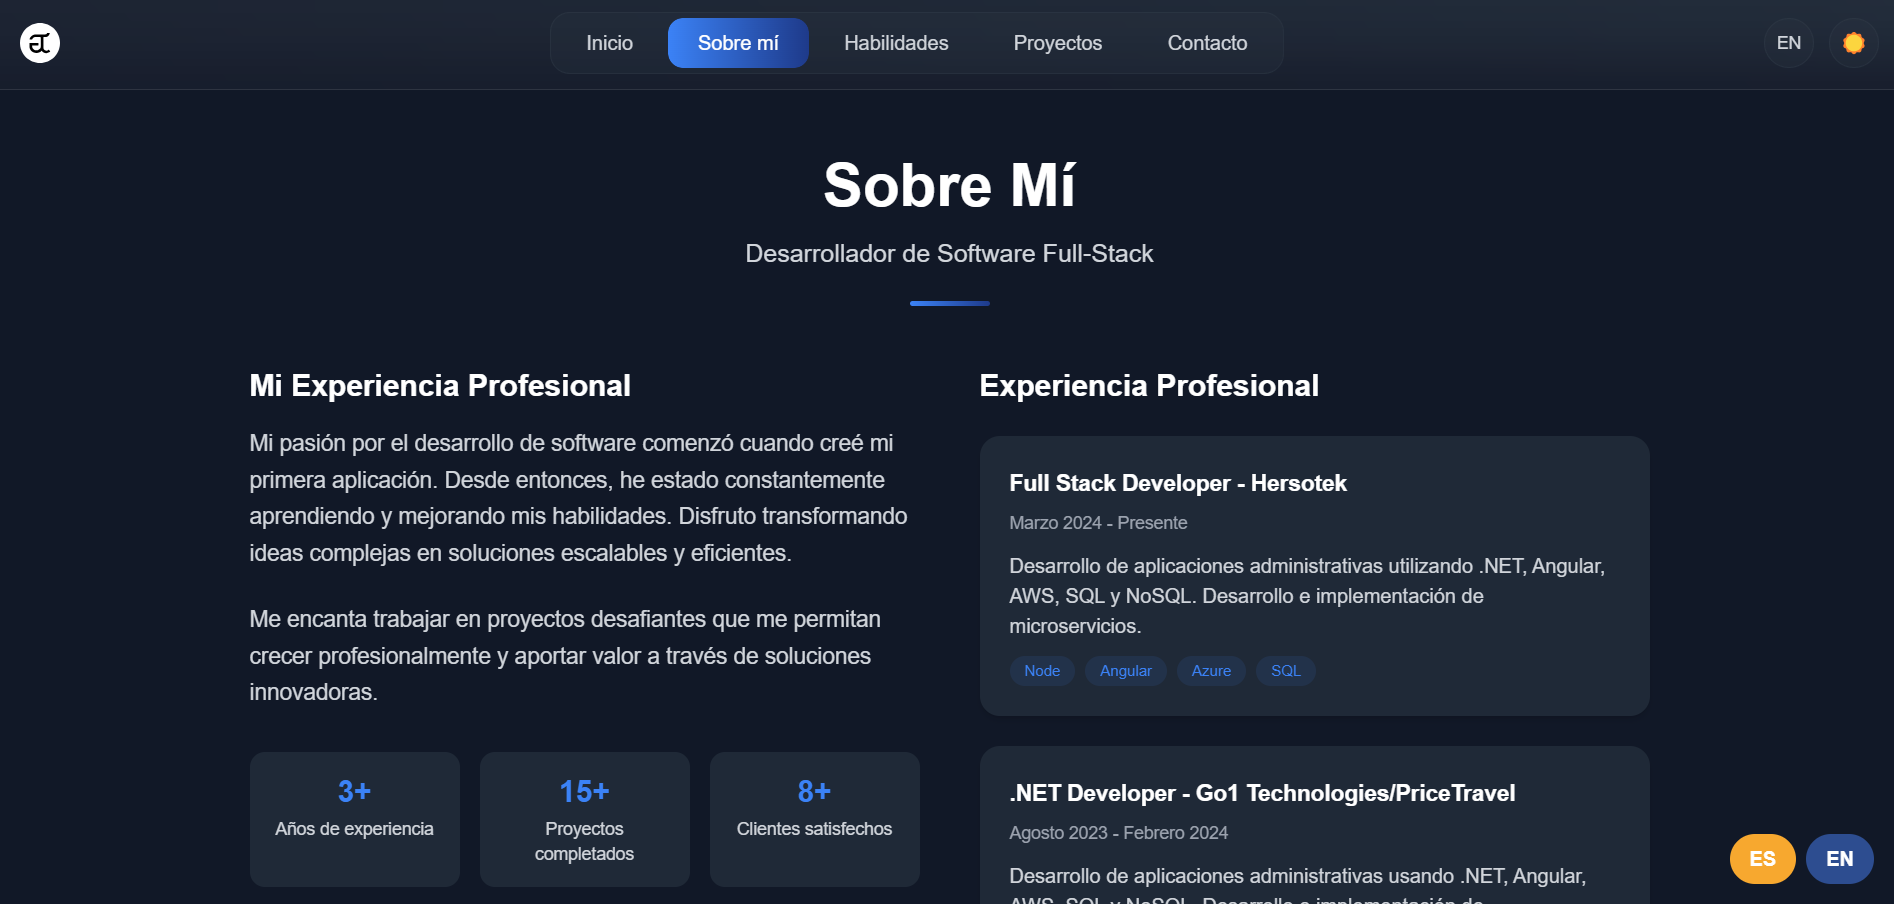 Inicio
Sobre mí
Habilidades
Proyectos
Contacto
EN
Sobre Mí
Desarrollador de Software Full-Stack
Mi Experiencia Profesional
Mi pasión por el desarrollo de software comenzó cuando creé mi
primera aplicación. Desde entonces, he estado constantemente
aprendiendo y mejorando mis habilidades. Disfruto transformando
ideas complejas en soluciones escalables y eficientes.
Me encanta trabajar en proyectos desafiantes que me permitan
crecer profesionalmente y aportar valor a través de soluciones
innovadoras.
3+
Años de experiencia
15+
Proyectos
completados
8+
Clientes satisfechos
Experiencia Profesional
Full Stack Developer - Hersotek
Marzo 2024 - Presente
Desarrollo de aplicaciones administrativas utilizando .NET, Angular,
AWS, SQL y NoSQL. Desarrollo e implementación de
microservicios.
Node
Angular
Azure
SQL
.NET Developer - Go1 Technologies/PriceTravel
Agosto 2023 - Febrero 2024
Desarrollo de aplicaciones administrativas usando .NET, Angular,
AWS, SQL y NoSQL. Desarrollo e implementación de
ES
EN